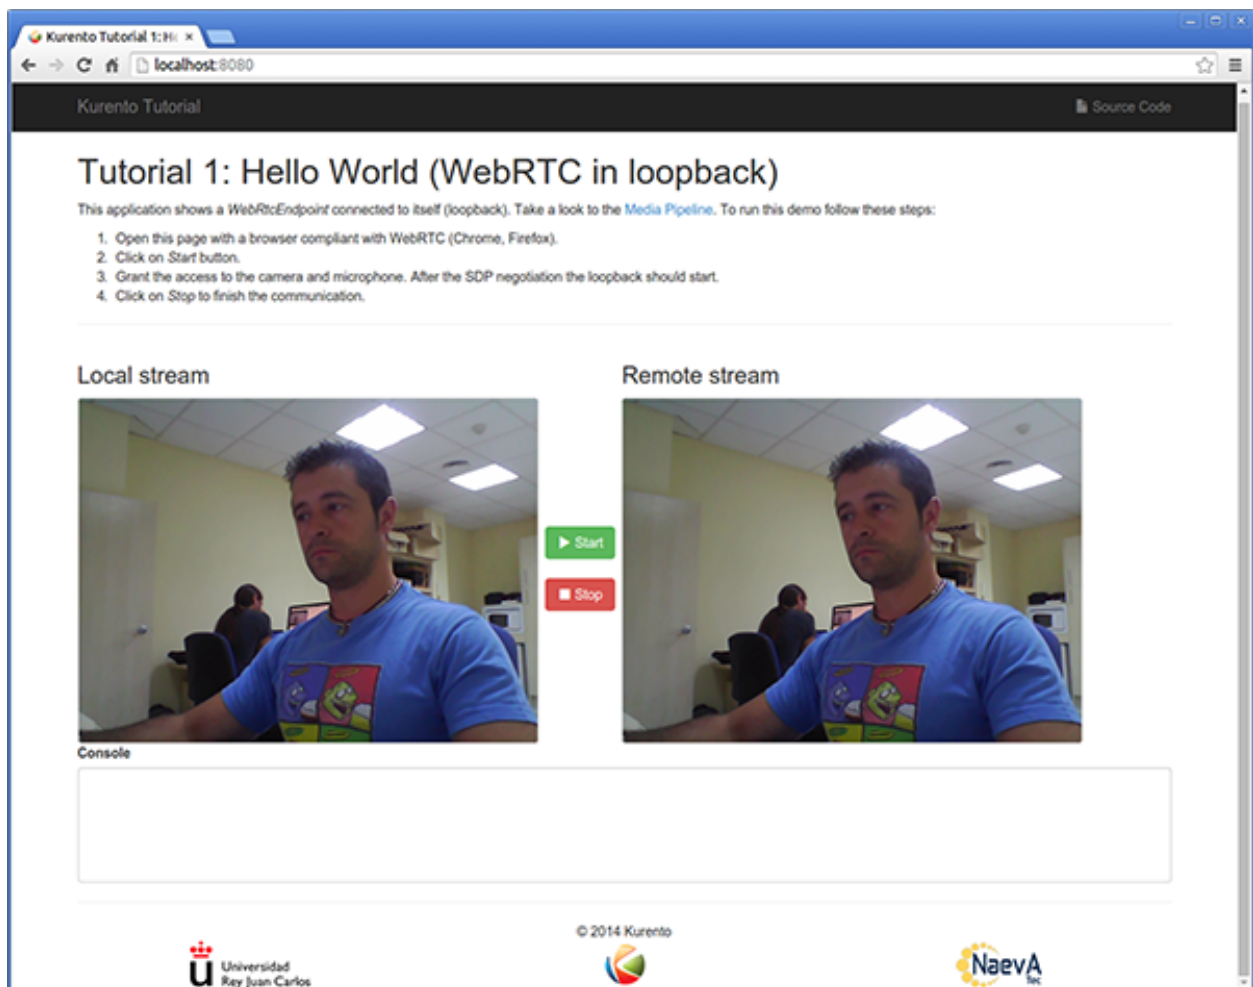 Kurento Tutorial 1: He
localhost:8080
Kurento Tutorial
Source Code
Tutorial 1: Hello World (WebRTC in loopback)
This application shows a WebRtcEndpoint connected to itself (loopback). Take a look to the Media Pipeline. To run this demo follow these steps:
1. Open this page with a browser compliant with WebRTC (Chrome, Firefox).
2. Click on Start button.
3. Grant the access to the camera and microphone. After the SDP negotiation the loopback should start.
4. Click on Stop to finish the communication.
Local stream
Remote stream
Start
Stop
Console
© 2014 Kurento
Universidad
Rey Juan Carlos
NaevA
Tec